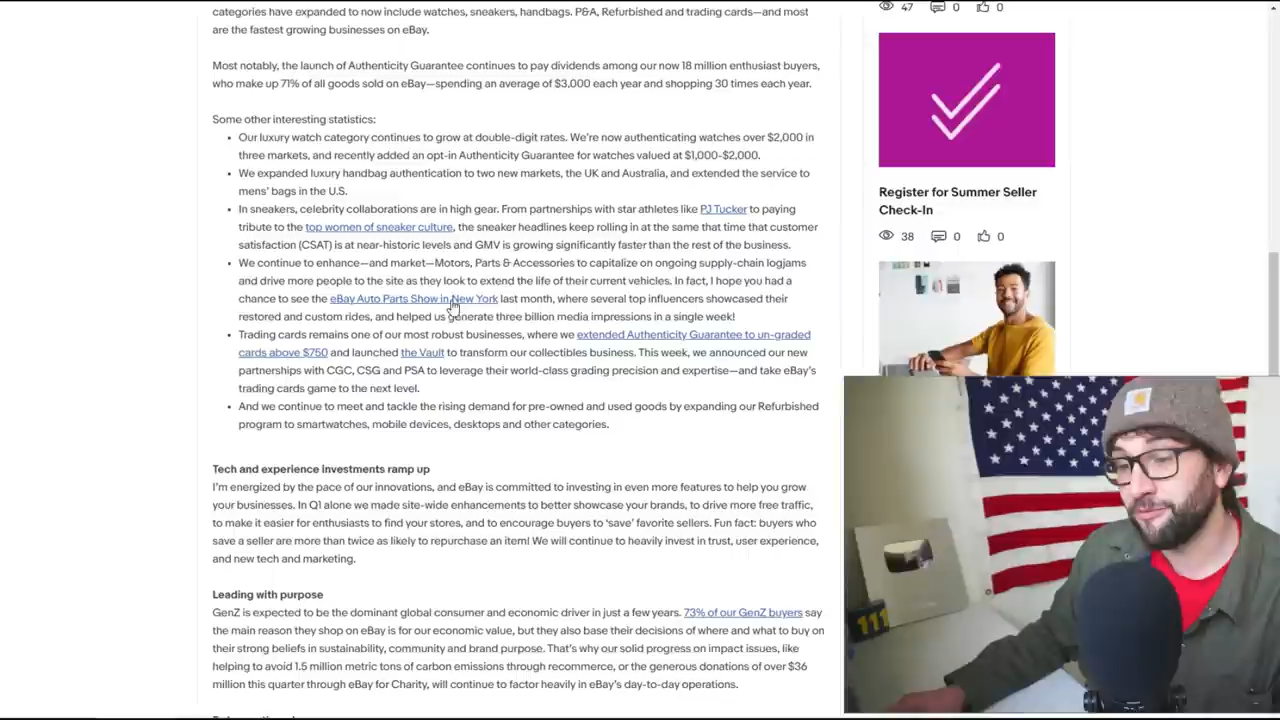 categories have expanded to now include watches, sneakers, handbags. P&A, Refurbished and trading cards—and most
are the fastest growing businesses on eBay.
Most notably, the launch of Authenticity Guarantee continues to pay dividends among our now 18 million enthusiast buyers,
who make up 71% of all goods sold on eBay—spending an average of $3,000 each year and shopping 30 times each year.
Some other interesting statistics:
• Our luxury watch category continues to grow at double-digit rates. We're now authenticating watches over $2,000 in
three markets, and recently added an opt-in Authenticity Guarantee for watches valued at $1,000-$2,000.
• We expanded luxury handbag authentication to two new markets, the UK and Australia, and extended the service to
mens' bags in the U.S.
• In sneakers, celebrity collaborations are in high gear. From partnerships with star athletes like PJ Tucker to paying
tribute to the top women of sneaker culture, the sneaker headlines keep rolling in at the same that time that customer
satisfaction (CSAT) is at near-historic levels and GMV is growing significantly faster than the rest of the business.
• We continue to enhance—and market—Motors, Parts & Accessories to capitalize on ongoing supply-chain logjams
and drive more people to the site as they look to extend the life of their current vehicles. In fact, I hope you had a
chance to see the eBay Auto Parts Show in New York last month, where several top influencers showcased their
restored and custom rides, and helped us generate three billion media impressions in a single week!
• Trading cards remains one of our most robust businesses, where we extended Authenticity Guarantee to un-graded
cards above $750 and launched the Vault to transform our collectibles business. This week, we announced our new
partnerships with CGC, CSG and PSA to leverage their world-class grading precision and expertise—and take eBay's
trading cards game to the next level.
• And we continue to meet and tackle the rising demand for pre-owned and used goods by expanding our Refurbished
program to smartwatches, mobile devices, desktops and other categories.
Tech and experience investments ramp up
I'm energized by the pace of our innovations, and eBay is committed to investing in even more features to help you grow
your businesses. In Q1 alone we made site-wide enhancements to better showcase your brands, to drive more free traffic,
to make it easier for enthusiasts to find your stores, and to encourage buyers to 'save' favorite sellers. Fun fact: buyers who
save a seller are more than twice as likely to repurchase an item! We will continue to heavily invest in trust, user experience,
and new tech and marketing.
Leading with purpose
GenZ is expected to be the dominant global consumer and economic driver in just a few years. 73% of our GenZ buyers say
the main reason they shop on eBay is for our economic value, but they also base their decisions of where and what to buy on
their strong beliefs in sustainability, community and brand purpose. That's why our solid progress on impact issues, like
helping to avoid 1.5 million metric tons of carbon emissions through recommerce, or the generous donations of over $36
million this quarter through eBay for Charity, will continue to factor heavily in eBay's day-to-day operations.
47 0 0
Register for Summer Seller
Check-In
38 0 0
111